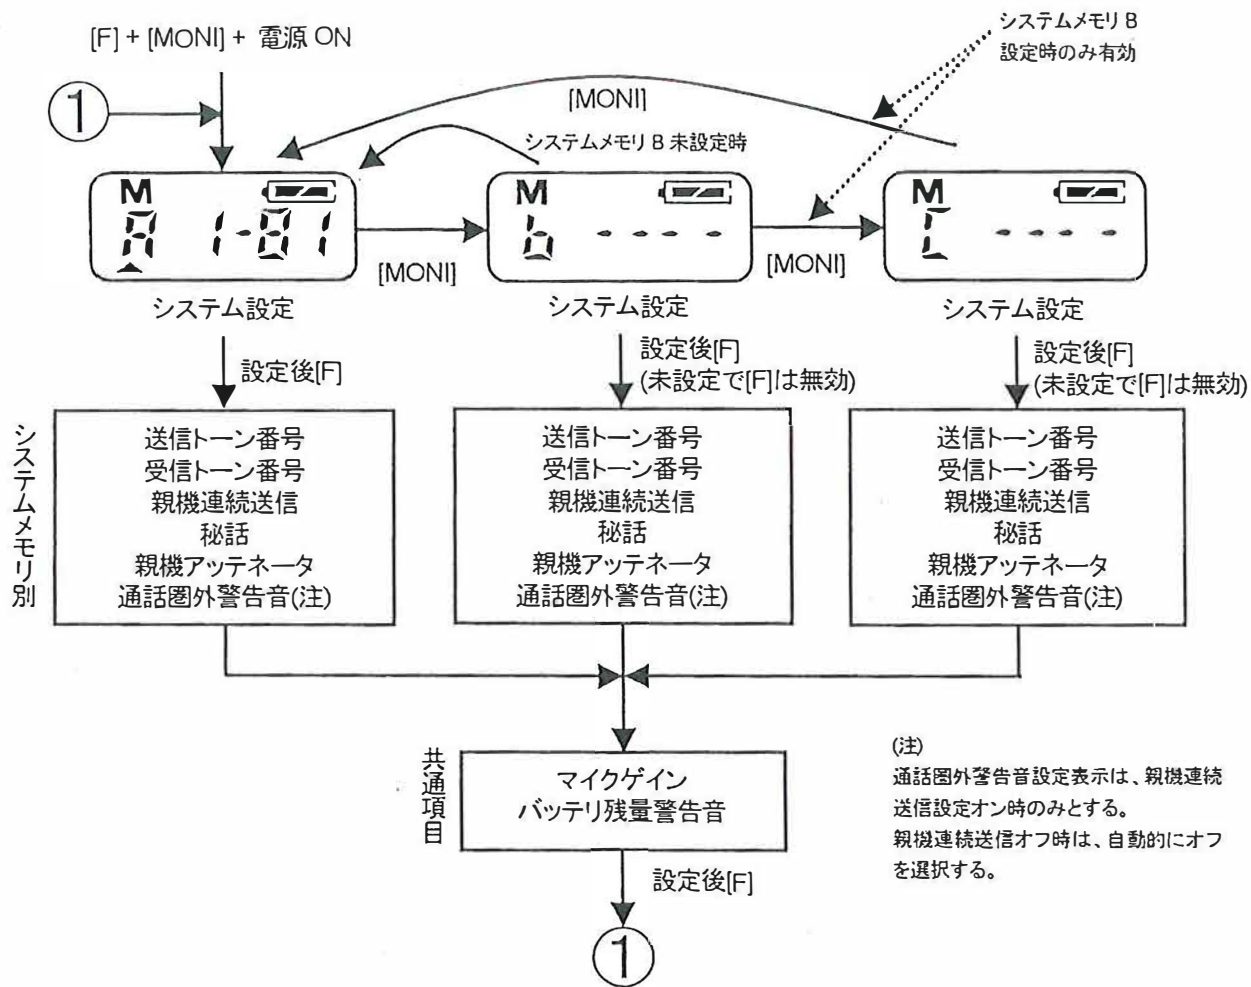 [F] + [MONI] + 電源 ON
システムメモリ B
設定時のみ有効
①
[MONI]
システムメモリ B 未設定時
M
A 1-81
[MONI]
M
b - - - -
[MONI]
M
C - - - -
システム設定
システム設定
システム設定
設定後[F]
設定後[F]
(未設定で[F]は無効)
設定後[F]
(未設定で[F]は無効)
システムメモリ別
送信トーン番号
受信トーン番号
親機連続送信
秘話
親機アッテネータ
通話圏外警告音(注)
送信トーン番号
受信トーン番号
親機連続送信
秘話
親機アッテネータ
通話圏外警告音(注)
送信トーン番号
受信トーン番号
親機連続送信
秘話
親機アッテネータ
通話圏外警告音(注)
共通項目
マイクゲイン
バッテリ残量警告音
(注)
通話圏外警告音設定表示は、親機連続
送信設定オン時のみとする。
親機連続送信オフ時は、自動的にオフ
を選択する。
設定後[F]
①